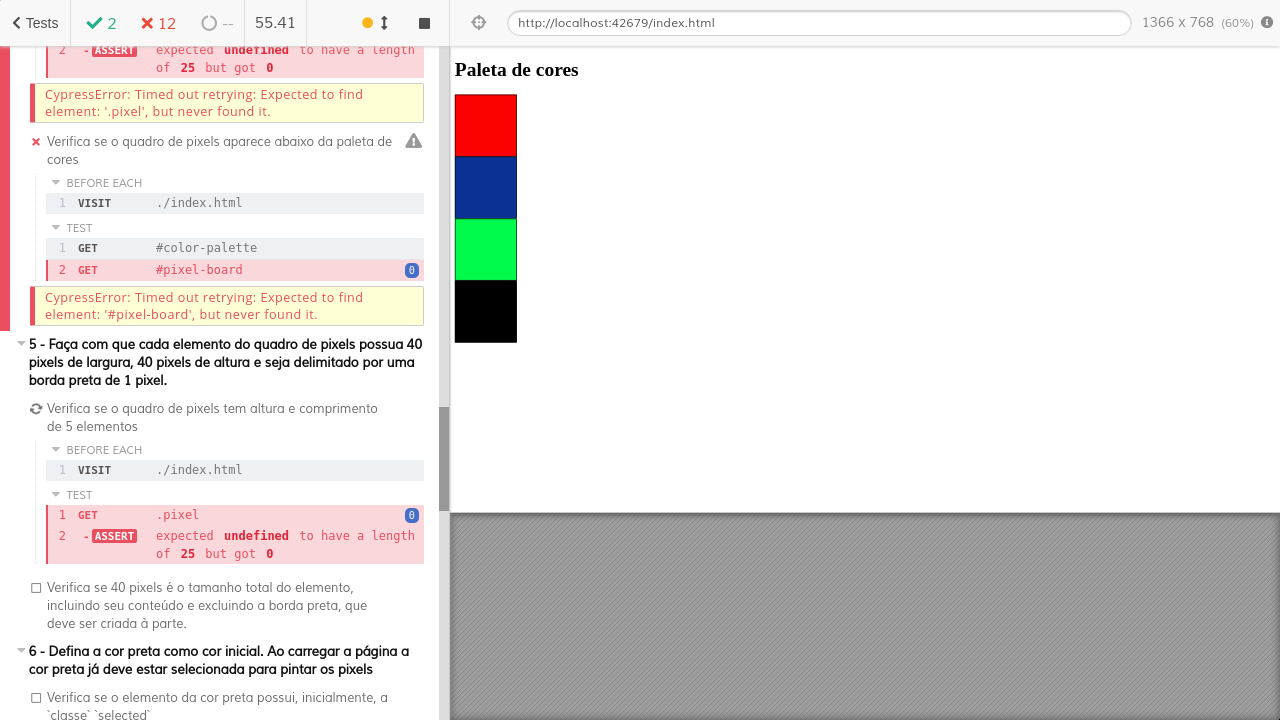 Tests 2 12 -- 55.41 http://localhost:42679/index.html 1366 x 768 (60%)
2 -ASSERT expected undefined to have a length
of 25 but got 0
CypressError: Timed out retrying: Expected to find
element: '.pixel', but never found it.
Verifica se o quadro de pixels aparece abaixo da paleta de
cores
BEFORE EACH
1 VISIT ./index.html
TEST
1 GET #color-palette
2 GET #pixel-board 0
CypressError: Timed out retrying: Expected to find
element: '#pixel-board', but never found it.
5 - Faça com que cada elemento do quadro de pixels possua 40
pixels de largura, 40 pixels de altura e seja delimitado por uma
borda preta de 1 pixel.
Verifica se o quadro de pixels tem altura e comprimento
de 5 elementos
BEFORE EACH
1 VISIT ./index.html
TEST
1 GET .pixel 0
2 -ASSERT expected undefined to have a length
of 25 but got 0
Verifica se 40 pixels é o tamanho total do elemento,
incluindo seu conteúdo e excluindo a borda preta, que
deve ser criada à parte.
6 - Defina a cor preta como cor inicial. Ao carregar a página a
cor preta já deve estar selecionada para pintar os pixels
Verifica se o elemento da cor preta possui, inicialmente, a
`classe` `selected`
Paleta de cores